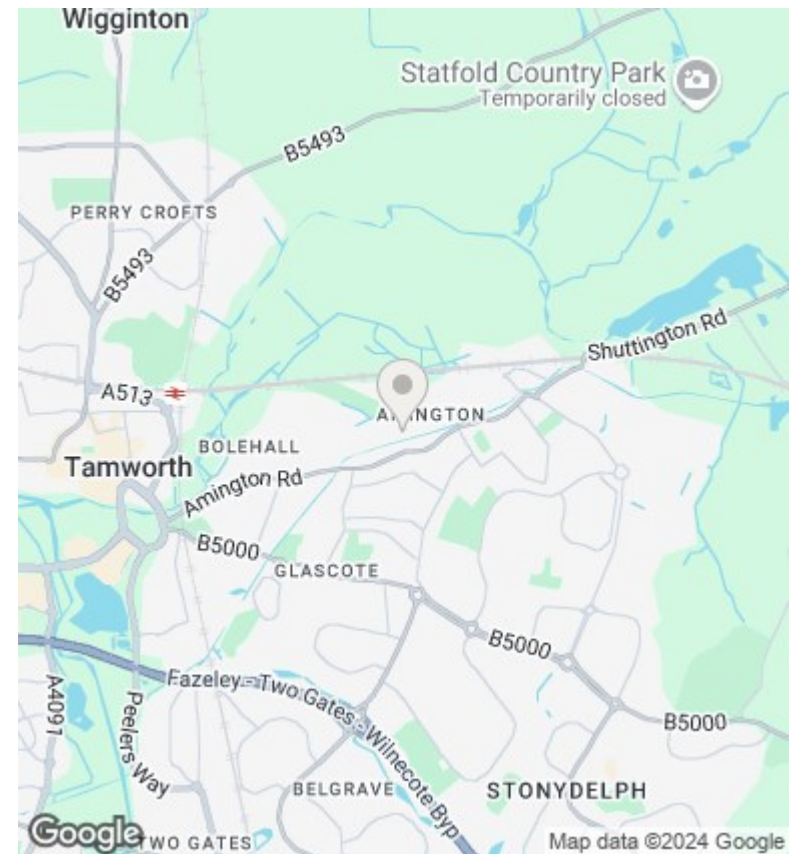 Wigginton
Statfold Country Park
Temporarily closed
B5493
PERRY CROFTS
B5493
Shuttington Rd
A513
AMINGTON
BOLEHALL
Tamworth
Amington Rd
B5000
GLASCOTE
B5000
Fazeley - Two Gates - Wilnecote Byp
A4091
Peelers Way
B5000
BELGRAVE
STONYDELPH
Google
TWO GATES
Map data ©2024 Google